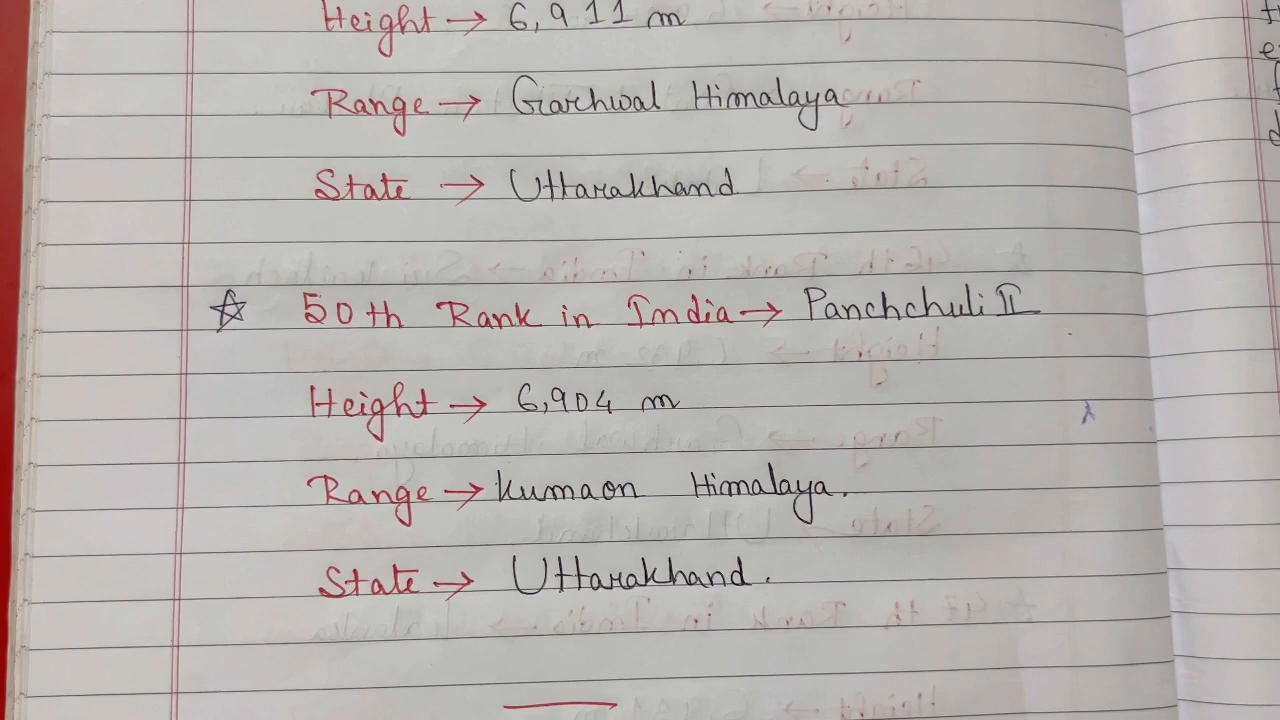 Height → 6,911 m
Range → Garhwal Himalaya
State → Uttarakhand
☆ 50th Rank in India → Panchchuli II
Height → 6,904 m
Range → Kumaon Himalaya.
State → Uttarakhand.